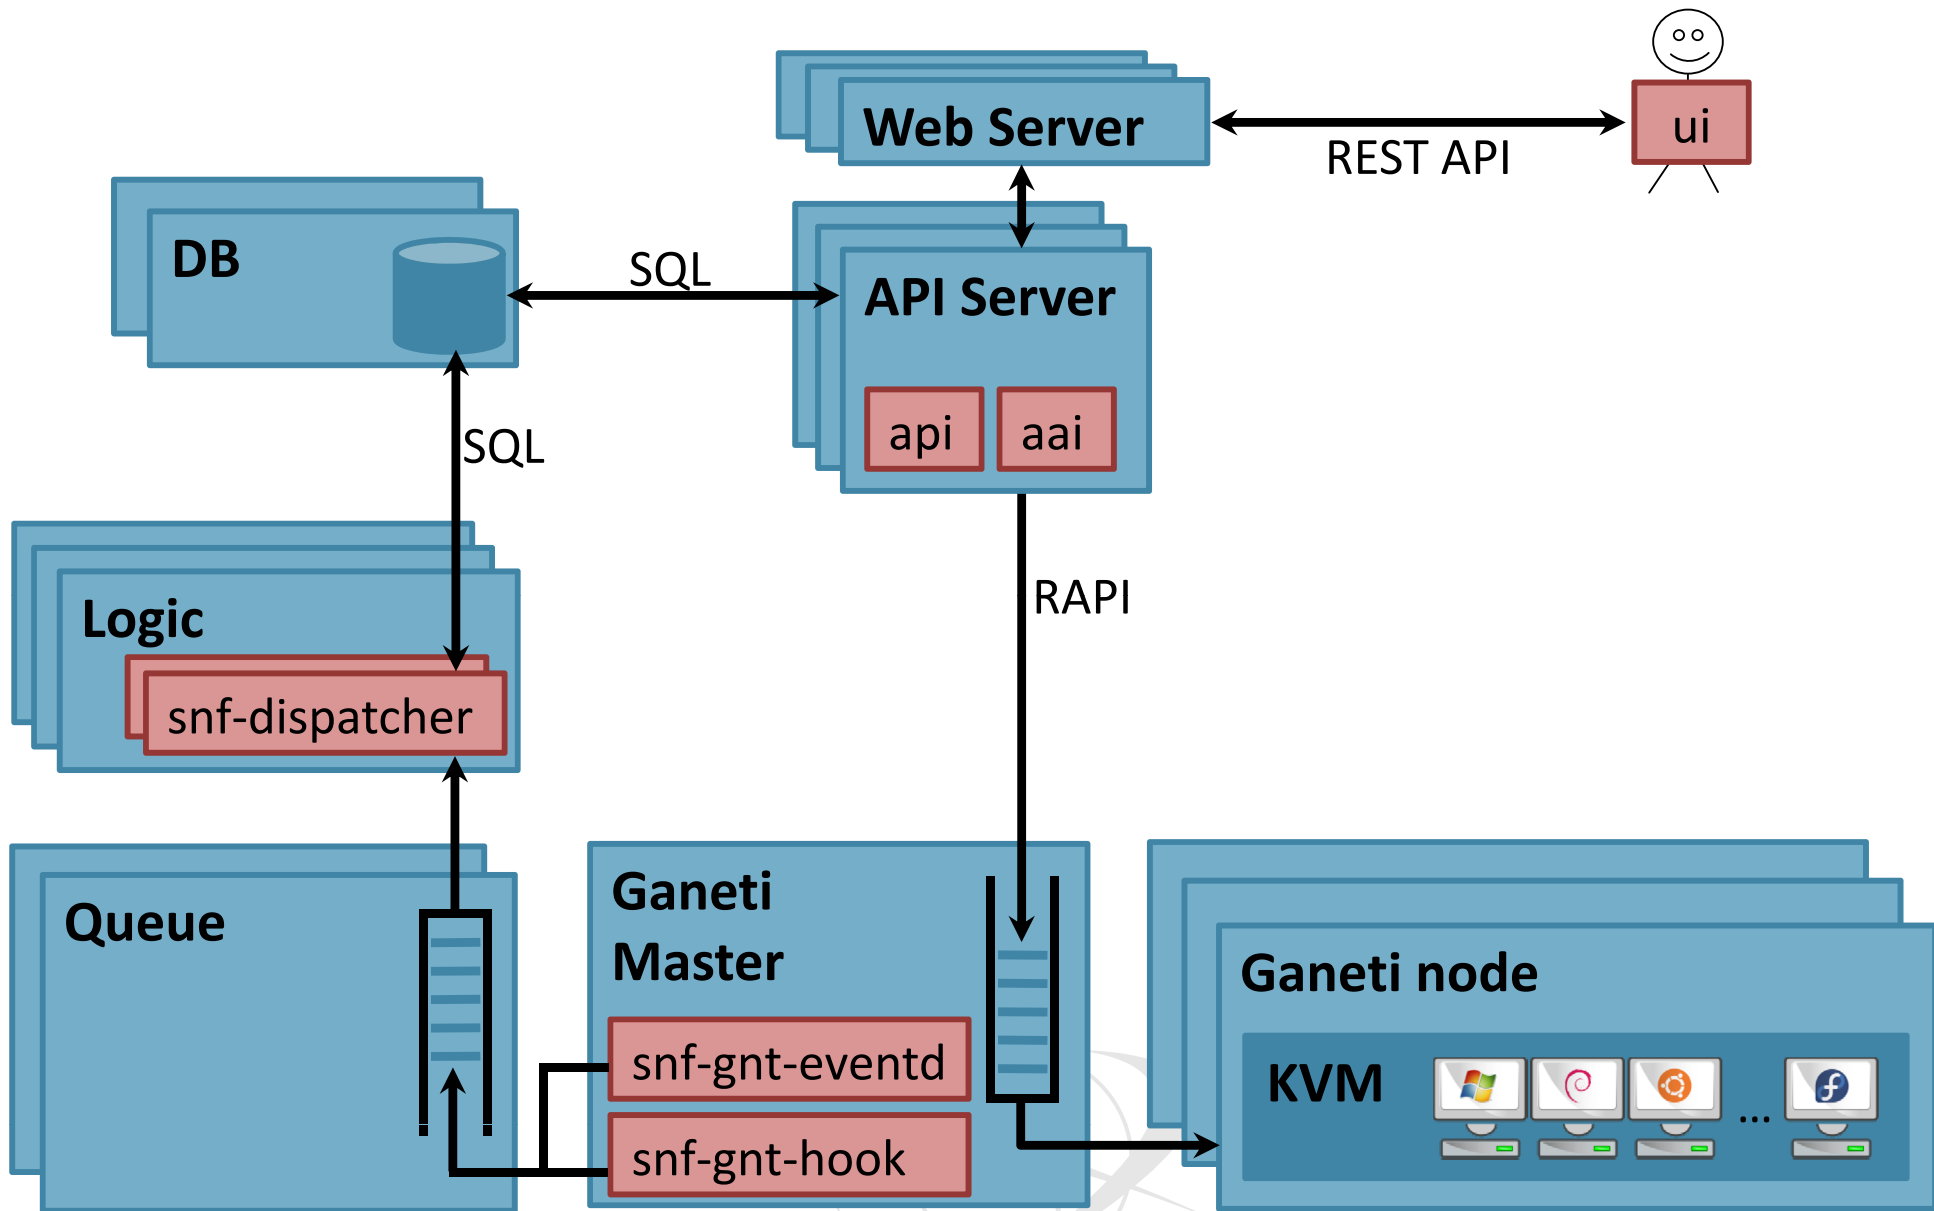 Web Server
REST API
ui
DB
SQL
API Server
api
aai
SQL
Logic
snf-dispatcher
RAPI
Queue
Ganeti
Master
snf-gnt-eventd
snf-gnt-hook
Ganeti node
KVM
...